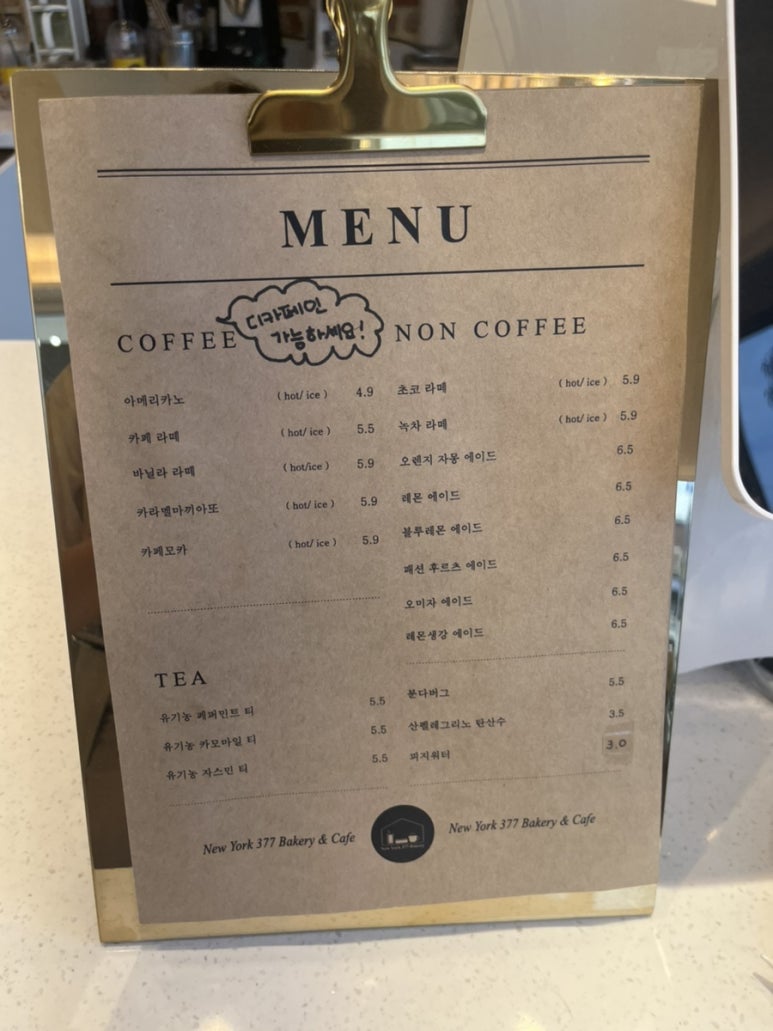 MENU
디카페인
가능하세요!
COFFEE
아메리카노 (hot/ice) 4.9
카페 라떼 (hot/ice) 5.5
바닐라 라떼 (hot/ice) 5.9
카라멜마끼아또 (hot/ice) 5.9
카페모카 (hot/ice) 5.9
TEA
유기농 페퍼민트 티 5.5
유기농 카모마일 티 5.5
유기농 자스민 티 5.5
NON COFFEE
초코 라떼 (hot/ice) 5.9
녹차 라떼 (hot/ice) 5.9
오렌지 자몽 에이드 6.5
레몬 에이드 6.5
블루레몬 에이드 6.5
패션 후르츠 에이드 6.5
오미자 에이드 6.5
레몬생강 에이드 6.5
분다버그 5.5
산펠레그리노 탄산수 3.5
피지워터 3.0
New York 377 Bakery & Cafe
New York 377 Bakery
New York 377 Bakery & Cafe